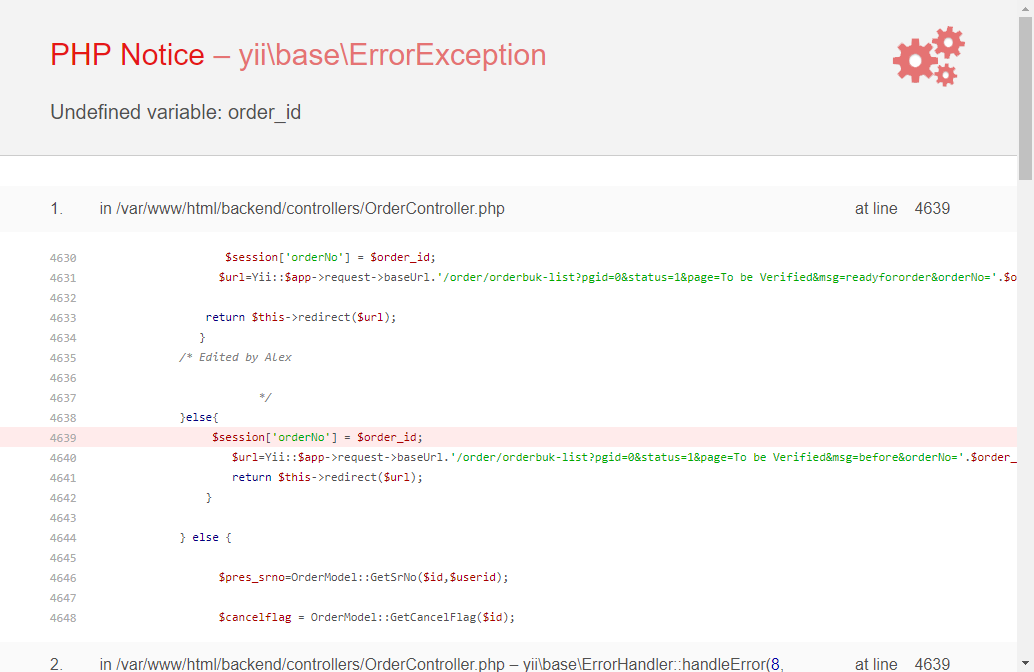 PHP Notice – yii\base\ErrorException
Undefined variable: order_id
1. in /var/www/html/backend/controllers/OrderController.php at line 4639
4630 $session['orderNo'] = $order_id;
4631 $url=Yii::$app->request->baseUrl.'/order/orderbuk-list?pgid=0&status=1&page=To be Verified&msg=readyfororder&orderNo='.$o
4632
4633 return $this->redirect($url);
4634 }
4635 /* Edited by Alex
4636
4637 */
4638 }else{
4639 $session['orderNo'] = $order_id;
4640 $url=Yii::$app->request->baseUrl.'/order/orderbuk-list?pgid=0&status=1&page=To be Verified&msg=before&orderNo='.$order_
4641 return $this->redirect($url);
4642 }
4643
4644 } else {
4645
4646 $pres_srno=OrderModel::GetSrNo($id,$userid);
4647
4648 $cancelflag = OrderModel::GetCancelFlag($id);
2. in /var/www/html/backend/controllers/OrderController.php – yii\base\ErrorHandler::handleError(8, at line 4639